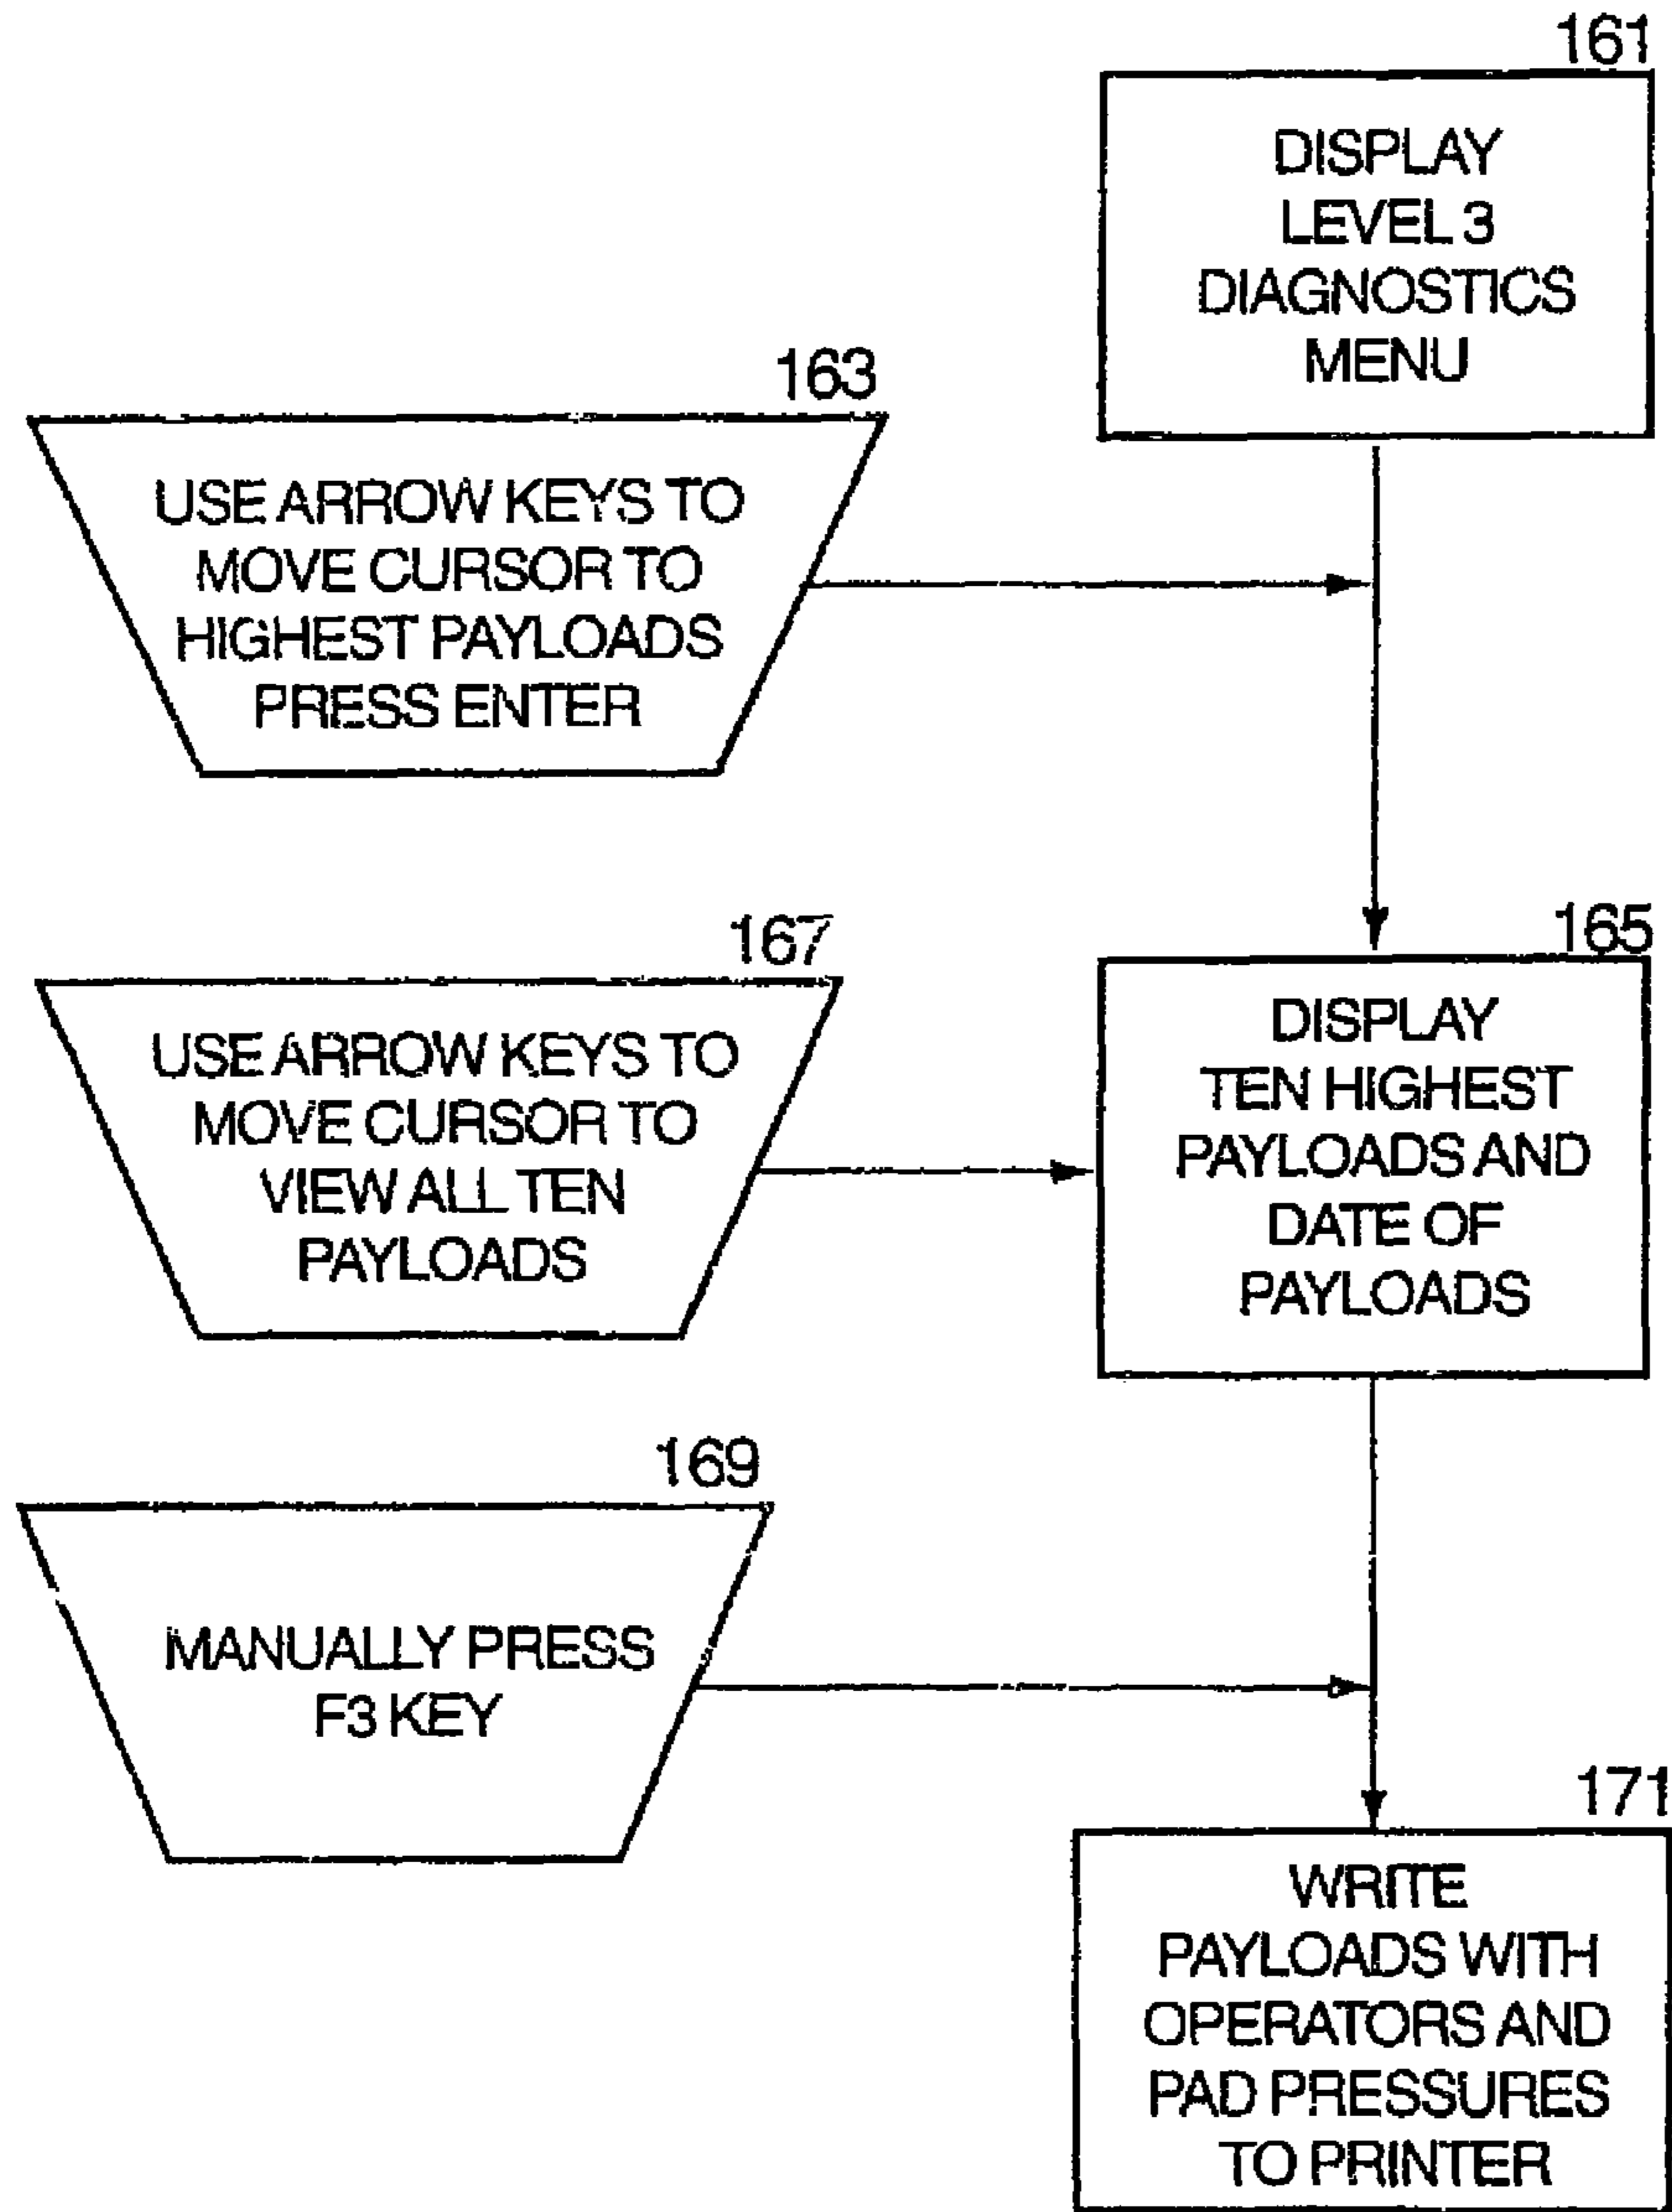 161
DISPLAY
LEVEL 3
DIAGNOSTICS
MENU
163
USE ARROW KEYS TO
MOVE CURSOR TO
HIGHEST PAYLOADS
PRESS ENTER
165
DISPLAY
TEN HIGHEST
PAYLOADS AND
DATE OF
PAYLOADS
167
USE ARROW KEYS TO
MOVE CURSOR TO
VIEW ALL TEN
PAYLOADS
169
MANUALLY PRESS
F3 KEY
171
WRITE
PAYLOADS WITH
OPERATORS AND
PAD PRESSURES
TO PRINTER